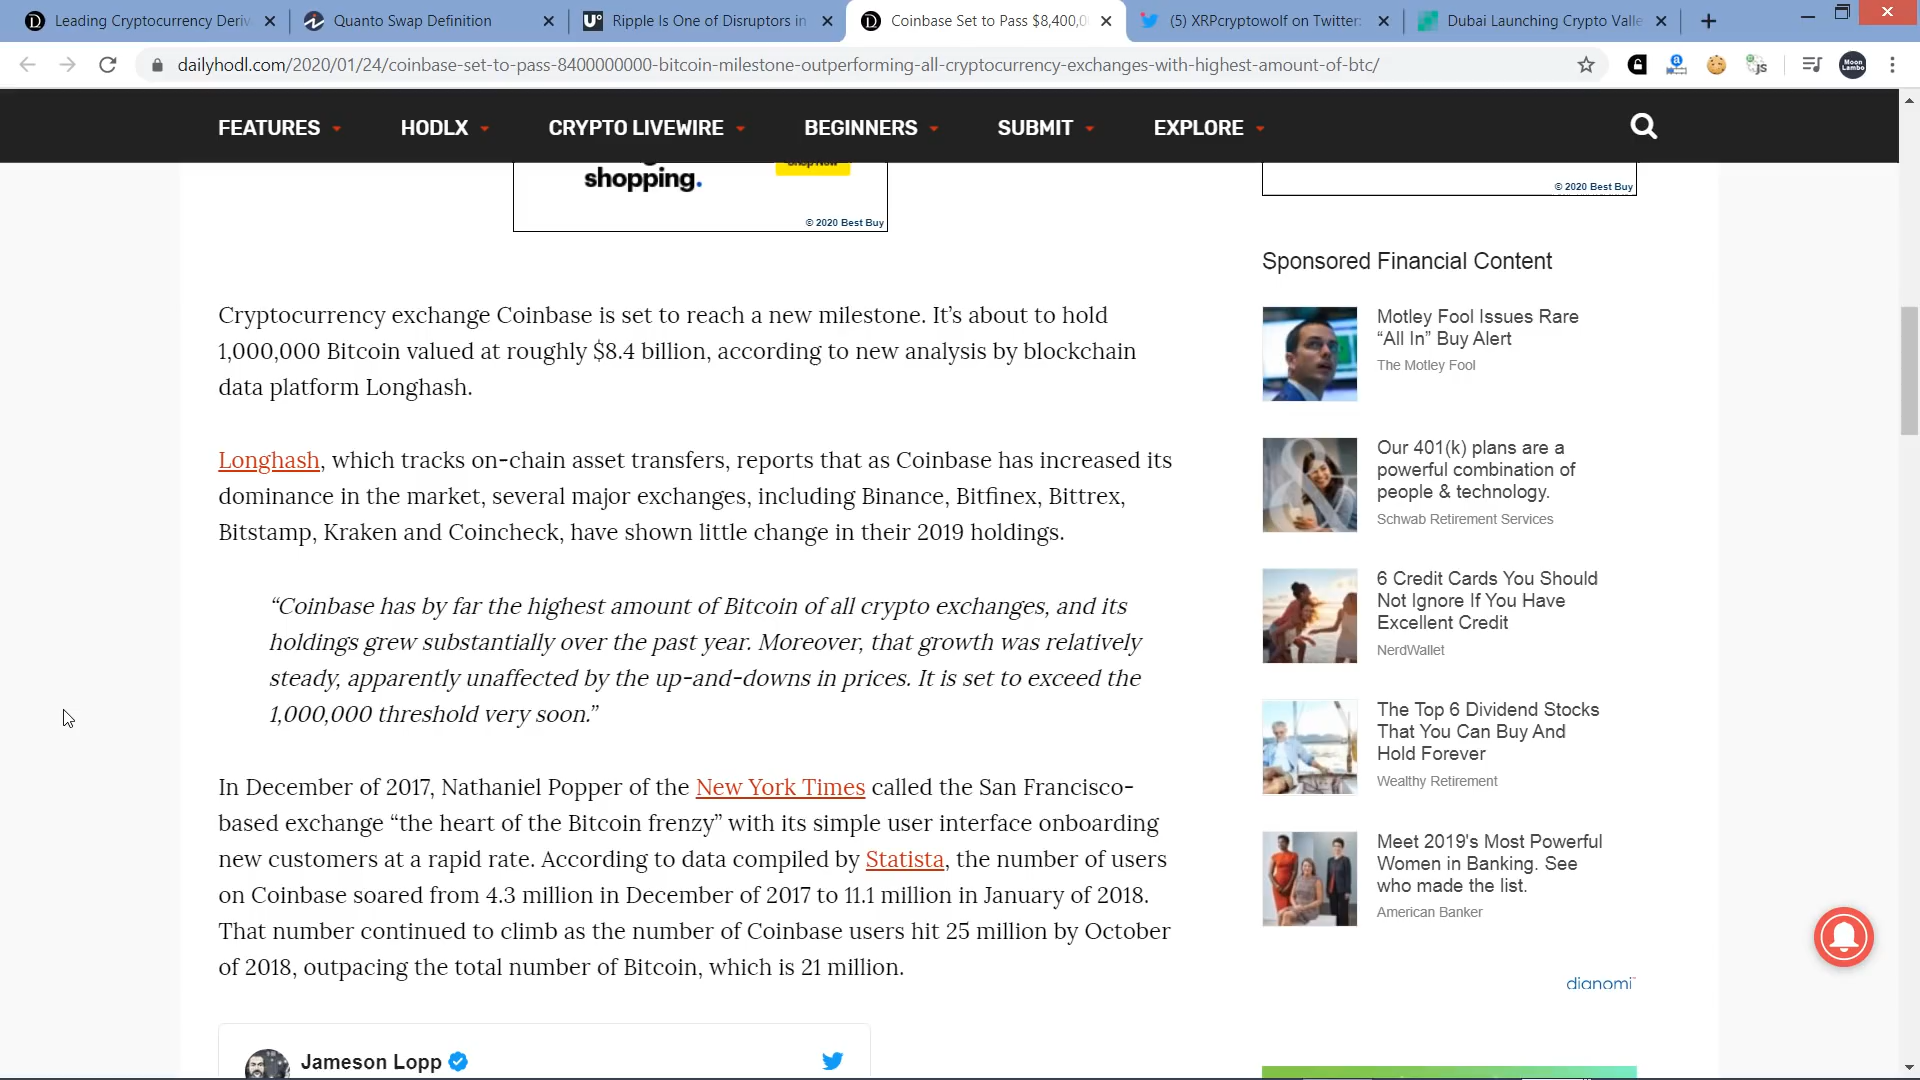 Leading Cryptocurrency Deriv
Quanto Swap Definition
Ripple Is One of Disruptors in
Coinbase Set to Pass $8,400,0
(5) XRPcryptowolf on Twitter:
Dubai Launching Crypto Valle
dailyhodl.com/2020/01/24/coinbase-set-to-pass-8400000000-bitcoin-milestone-outperforming-all-cryptocurrency-exchanges-with-highest-amount-of-btc/
FEATURES
HODLX
CRYPTO LIVEWIRE
BEGINNERS
SUBMIT
EXPLORE
shopping.
Shop Now
© 2020 Best Buy
© 2020 Best Buy
Cryptocurrency exchange Coinbase is set to reach a new milestone. It’s about to hold
1,000,000 Bitcoin valued at roughly $8.4 billion, according to new analysis by blockchain
data platform Longhash.
Longhash, which tracks on-chain asset transfers, reports that as Coinbase has increased its
dominance in the market, several major exchanges, including Binance, Bitfinex, Bittrex,
Bitstamp, Kraken and Coincheck, have shown little change in their 2019 holdings.
“Coinbase has by far the highest amount of Bitcoin of all crypto exchanges, and its
holdings grew substantially over the past year. Moreover, that growth was relatively
steady, apparently unaffected by the up-and-downs in prices. It is set to exceed the
1,000,000 threshold very soon.”
In December of 2017, Nathaniel Popper of the New York Times called the San Francisco-
based exchange “the heart of the Bitcoin frenzy” with its simple user interface onboarding
new customers at a rapid rate. According to data compiled by Statista, the number of users
on Coinbase soared from 4.3 million in December of 2017 to 11.1 million in January of 2018.
That number continued to climb as the number of Coinbase users hit 25 million by October
of 2018, outpacing the total number of Bitcoin, which is 21 million.
Jameson Lopp
Sponsored Financial Content
Motley Fool Issues Rare
“All In” Buy Alert
The Motley Fool
Our 401(k) plans are a
powerful combination of
people & technology.
Schwab Retirement Services
6 Credit Cards You Should
Not Ignore If You Have
Excellent Credit
NerdWallet
The Top 6 Dividend Stocks
That You Can Buy And
Hold Forever
Wealthy Retirement
Meet 2019's Most Powerful
Women in Banking. See
who made the list.
American Banker
dianomi